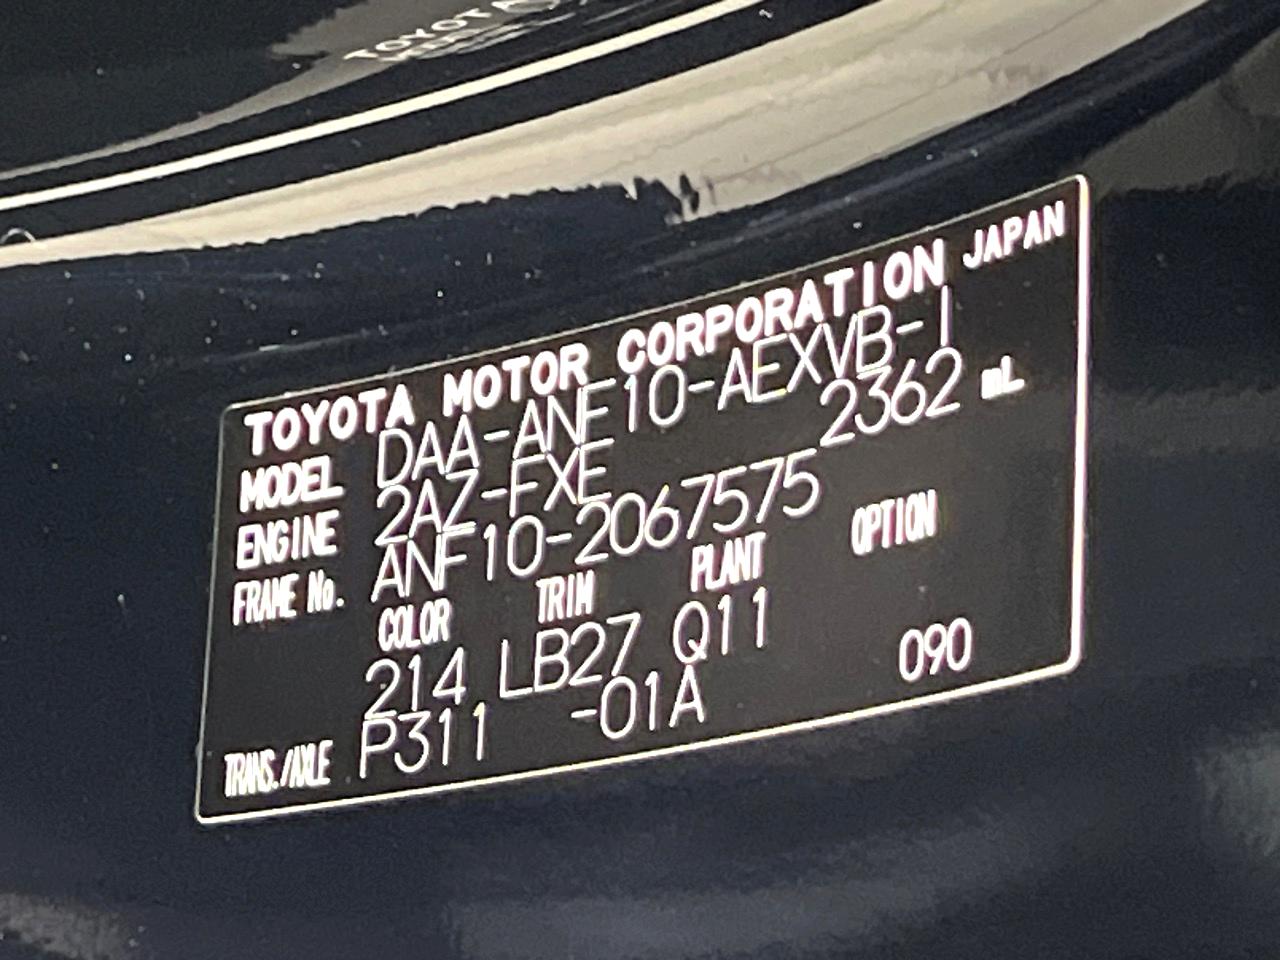 TOYOTA
TOYOTA MOTOR CORPORATION JAPAN
MODEL DAA-ANF10-AEXVB-I
ENGINE 2AZ-FXE 2362 mL
FRAME No. ANF10-2067575
COLOR TRIM PLANT OPTION
214 LB27 Q11
TRANS./AXLE P311 -01A 090